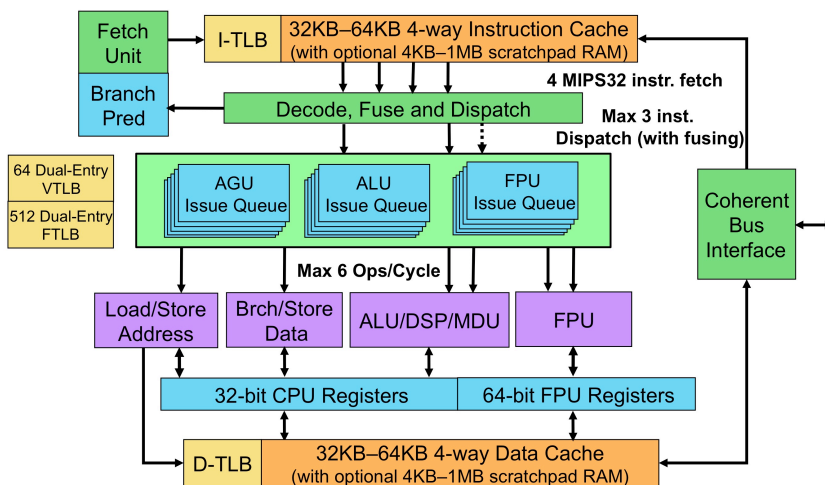 Fetch
Unit
I-TLB
32KB–64KB 4-way Instruction Cache
(with optional 4KB–1MB scratchpad RAM)
4 MIPS32 instr. fetch
Branch
Pred
Decode, Fuse and Dispatch
Max 3 inst.
Dispatch (with fusing)
64 Dual-Entry
VTLB
512 Dual-Entry
FTLB
AGU
Issue Queue
ALU
Issue Queue
FPU
Issue Queue
Coherent
Bus
Interface
Max 6 Ops/Cycle
Load/Store
Address
Brch/Store
Data
ALU/DSP/MDU
FPU
32-bit CPU Registers
64-bit FPU Registers
D-TLB
32KB–64KB 4-way Data Cache
(with optional 4KB–1MB scratchpad RAM)